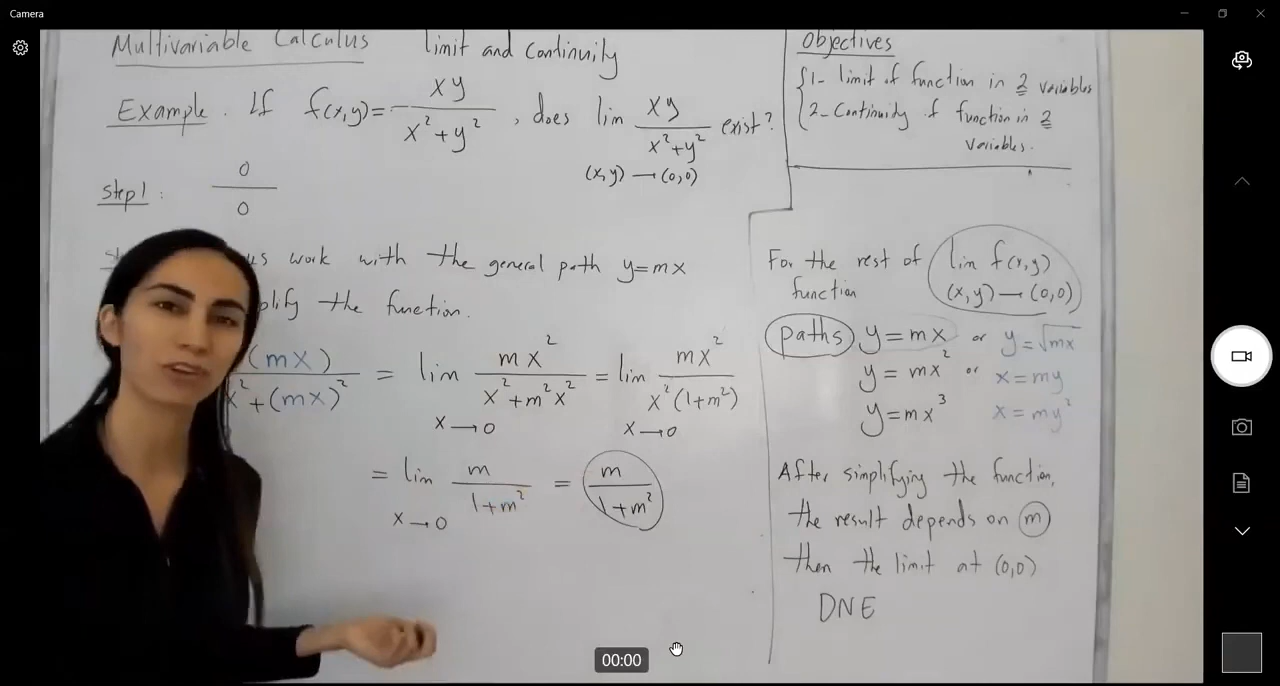 Camera
Multivariable Calculus limit and Continuity
Example. If f(x,y)= xy / x²+y² , does lim xy / x²+y² exist?
(x,y) → (0,0)
Step1 : 0 / 0
us work with the general path y=mx
plify the function.
(mx) / x²+(mx)² = lim mx² / x²+m²x² = lim mx² / x²(1+m²)
x → 0 x → 0
= lim m / 1+m² = m / 1+m²
x → 0
Objectives
1- limit of function in 2 variables
2- Continuity of function in 2
variables.
For the rest of lim f(x,y)
function (x,y) → (0,0)
paths y=mx or y=√mx
y = mx² or x=my
y=mx³ x=my²
After simplifying the function,
the result depends on m
then the limit at (0,0)
DNE
00:00